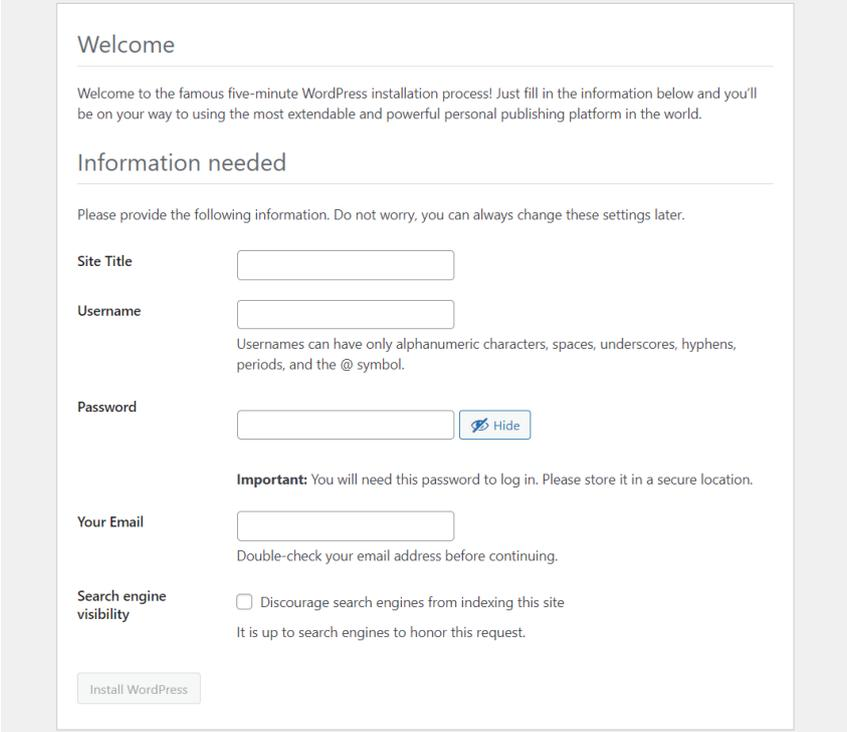 Welcome
Welcome to the famous five-minute WordPress installation process! Just fill in the information below and you'll
be on your way to using the most extendable and powerful personal publishing platform in the world.
Information needed
Please provide the following information. Do not worry, you can always change these settings later.
Site Title
Username
Usernames can have only alphanumeric characters, spaces, underscores, hyphens,
periods, and the @ symbol.
Password
Hide
Important: You will need this password to log in. Please store it in a secure location.
Your Email
Double-check your email address before continuing.
Search engine
visibility
Discourage search engines from indexing this site
It is up to search engines to honor this request.
Install WordPress